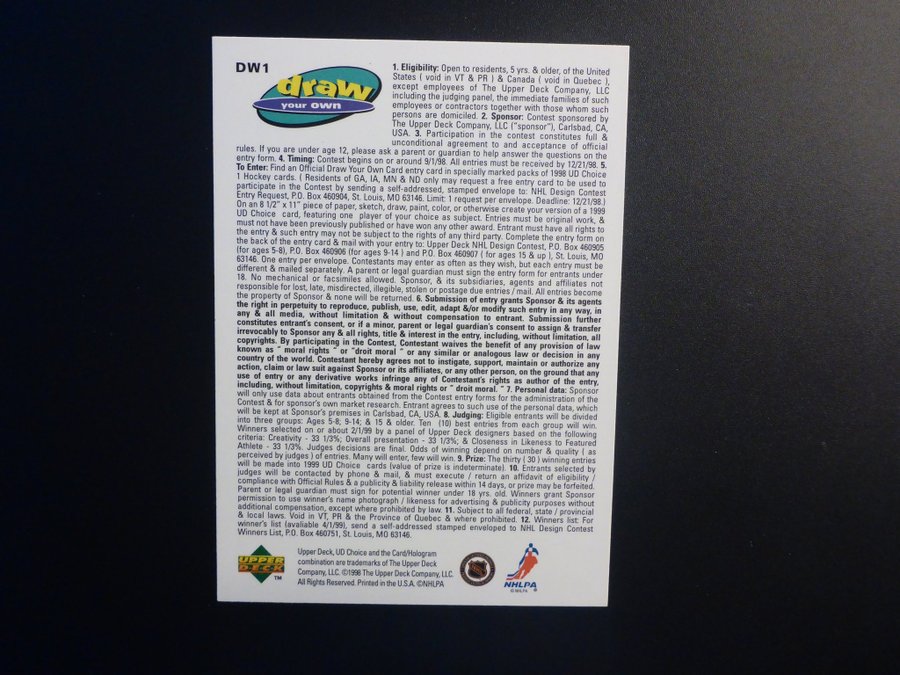 DW1
draw
your own
1. Eligibility: Open to residents, 5 yrs. & older, of the United
States ( void in VT & PR ) & Canada ( void in Quebec ),
except employees of The Upper Deck Company, LLC
including the judging panel, the immediate families of such
employees or contractors together with those whom such
persons are domiciled. 2. Sponsor: Contest sponsored by
The Upper Deck Company, LLC ("sponsor"), Carlsbad, CA,
USA. 3. Participation in the contest constitutes full &
unconditional agreement to and acceptance of official
rules. If you are under age 12, please ask a parent or guardian to help answer the questions on the
entry form. 4. Timing: Contest begins on or around 9/1/98. All entries must be received by 12/21/98. 5.
To Enter: Find an Official Draw Your Own Card entry card in specially marked packs of 1998 UD Choice
1 Hockey cards. ( Residents of GA, IA, MN & ND only may request a free entry card to be used to
participate in the Contest by sending a self-addressed, stamped envelope to: NHL Design Contest
Entry Request, P.O. Box 460904, St. Louis, MO 63146. Limit: 1 request per envelope. Deadline: 12/21/98.)
On an 8 1/2" x 11" piece of paper, sketch, draw, paint, color, or otherwise create your version of a 1999
UD Choice card, featuring one player of your choice as subject. Entries must be original work, &
must not have been previously published or have won any other award. Entrant must have all rights to
the entry & such entry may not be subject to the rights of any third party. Complete the entry form on
the back of the entry card & mail with your entry to: Upper Deck NHL Design Contest, P.O. Box 460905
(for ages 5-8), P.O. Box 460906 (for ages 9-14 ) and P.O. Box 460907 ( for ages 15 & up ), St. Louis, MO
63146. One entry per envelope. Contestants may enter as often as they wish, but each entry must be
different & mailed separately. A parent or legal guardian must sign the entry form for entrants under
18. No mechanical or facsimiles allowed. Sponsor, & its subsidiaries, agents and affiliates not
responsible for lost, late, misdirected, illegible, stolen or postage due entries / mail. All entries become
the property of Sponsor & none will be returned. 6. Submission of entry grants Sponsor & its agents
the right in perpetuity to reproduce, publish, use, edit, adapt &/or modify such entry in any way, in
any & all media, without limitation & without compensation to entrant. Submission further
constitutes entrant's consent, or if a minor, parent or legal guardian's consent to assign & transfer
irrevocably to Sponsor any & all rights, title & interest in the entry, including, without limitation, all
copyrights. By participating in the Contest, Contestant waives the benefit of any provision of law
known as " moral rights " or "droit moral " or any similar or analogous law or decision in any
country of the world. Contestant hereby agrees not to instigate, support, maintain or authorize any
action, claim or law suit against Sponsor or its affiliates, or any other person, on the ground that any
use of entry or any derivative works infringe any of Contestant's rights as author of the entry,
including, without limitation, copyrights & moral rights or " droit moral. " 7. Personal data: Sponsor
will only use data about entrants obtained from the Contest entry forms for the administration of the
Contest & for sponsor's own market research. Entrant agrees to such use of the personal data, which
will be kept at Sponsor's premises in Carlsbad, CA, USA. 8. Judging: Eligible entrants will be divided
into three groups: Ages 5-8; 9-14; & 15 & older. Ten (10) best entries from each group will win.
Winners selected on or about 2/1/99 by a panel of Upper Deck designers based on the following
criteria: Creativity - 33 1/3%; Overall presentation - 33 1/3%; & Closeness in Likeness to Featured
Athlete - 33 1/3%. Judges decisions are final. Odds of winning depend on number & quality ( as
perceived by judges ) of entries. Many will enter, few will win. 9. Prize: The thirty ( 30 ) winning entries
will be made into 1999 UD Choice cards (value of prize is indeterminate). 10. Entrants selected by
judges will be contacted by phone & mail, & must execute / return an affidavit of eligibility /
compliance with Official Rules & a publicity & liability release within 14 days, or prize may be forfeited.
Parent or legal guardian must sign for potential winner under 18 yrs. old. Winners grant Sponsor
permission to use winner's name photograph / likeness for advertising & publicity purposes without
additional compensation, except where prohibited by law. 11. Subject to all federal, state / provincial
& local laws. Void in VT, PR & the Province of Quebec & where prohibited. 12. Winners list: For
winner's list (avaliable 4/1/99), send a self-addressed stamped enveloped to NHL Design Contest
Winners List, P.O. Box 460751, St. Louis, MO 63146.
UPPER
DECK
TM
Upper Deck, UD Choice and the Card/Hologram
combination are trademarks of The Upper Deck
Company, LLC. ©1998 The Upper Deck Company, LLC.
All Rights Reserved. Printed in the U.S.A. ©NHLPA
NHLPA
© NHLPA